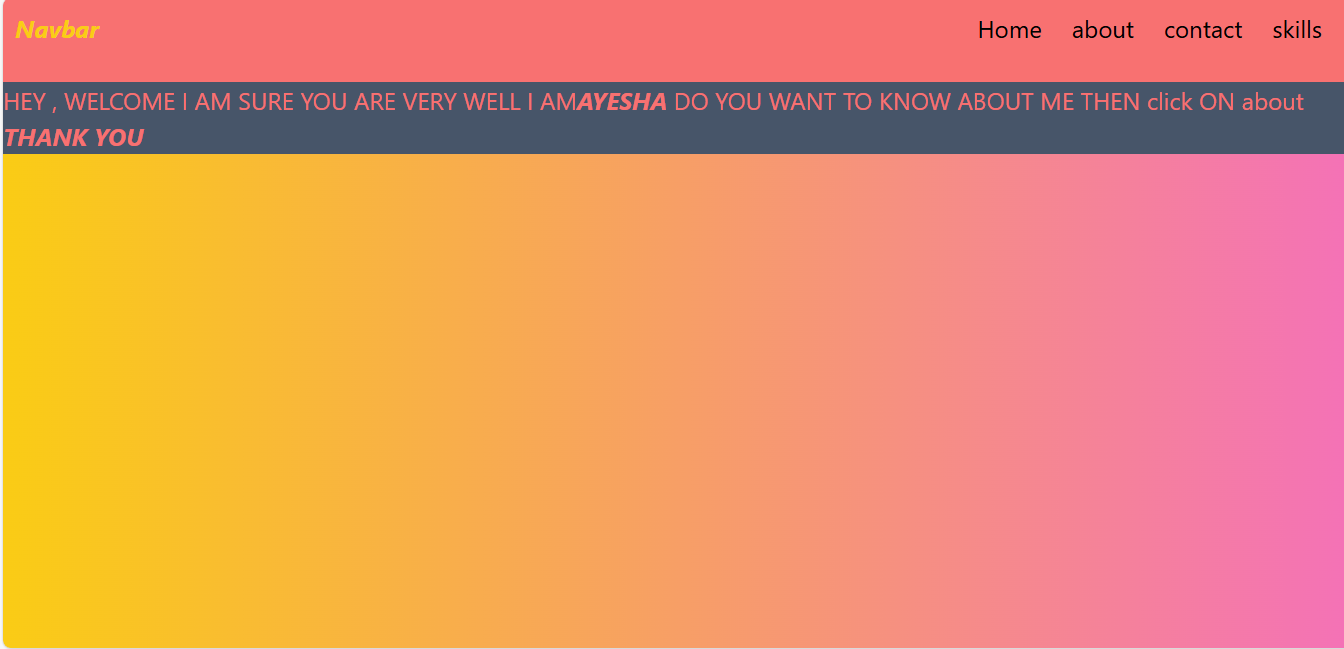 Navbar Home about contact skills
HEY , WELCOME I AM SURE YOU ARE VERY WELL I AMAYESHA DO YOU WANT TO KNOW ABOUT ME THEN click ON about
THANK YOU